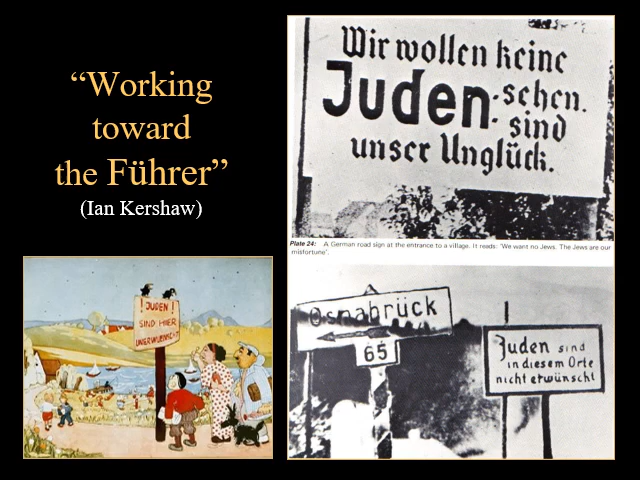 “Working
toward
the Führer”
(Ian Kershaw)
Wir wollen keine
Juden -sehen.
- sind
unser Unglück.
Plate 24: A German road sign at the entrance to a village. It reads: 'We want no Jews. The Jews are our
misfortune'.
! JUDEN !
SIND HIER
UNERWÜNSCHT
Osnabrück
65
Juden sind
in diesem Orte
nicht erwünscht